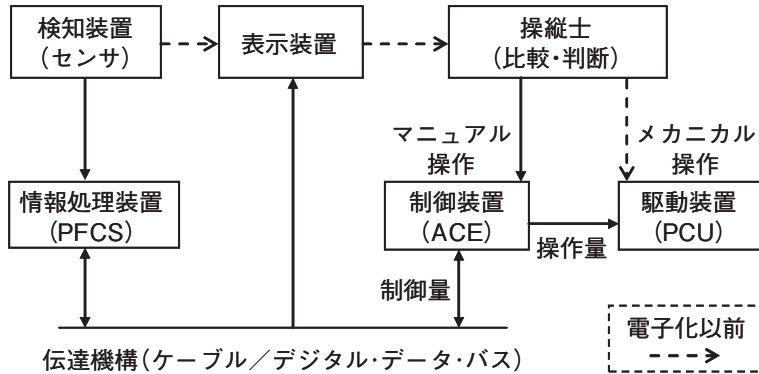 検知装置
(センサ)
表示装置
操縦士
(比較・判断)
マニュアル
操作
メカニカル
操作
情報処理装置
(PFCS)
制御装置
(ACE)
操作量
駆動装置
(PCU)
制御量
伝達機構(ケーブル／デジタル・データ・バス)
電子化以前